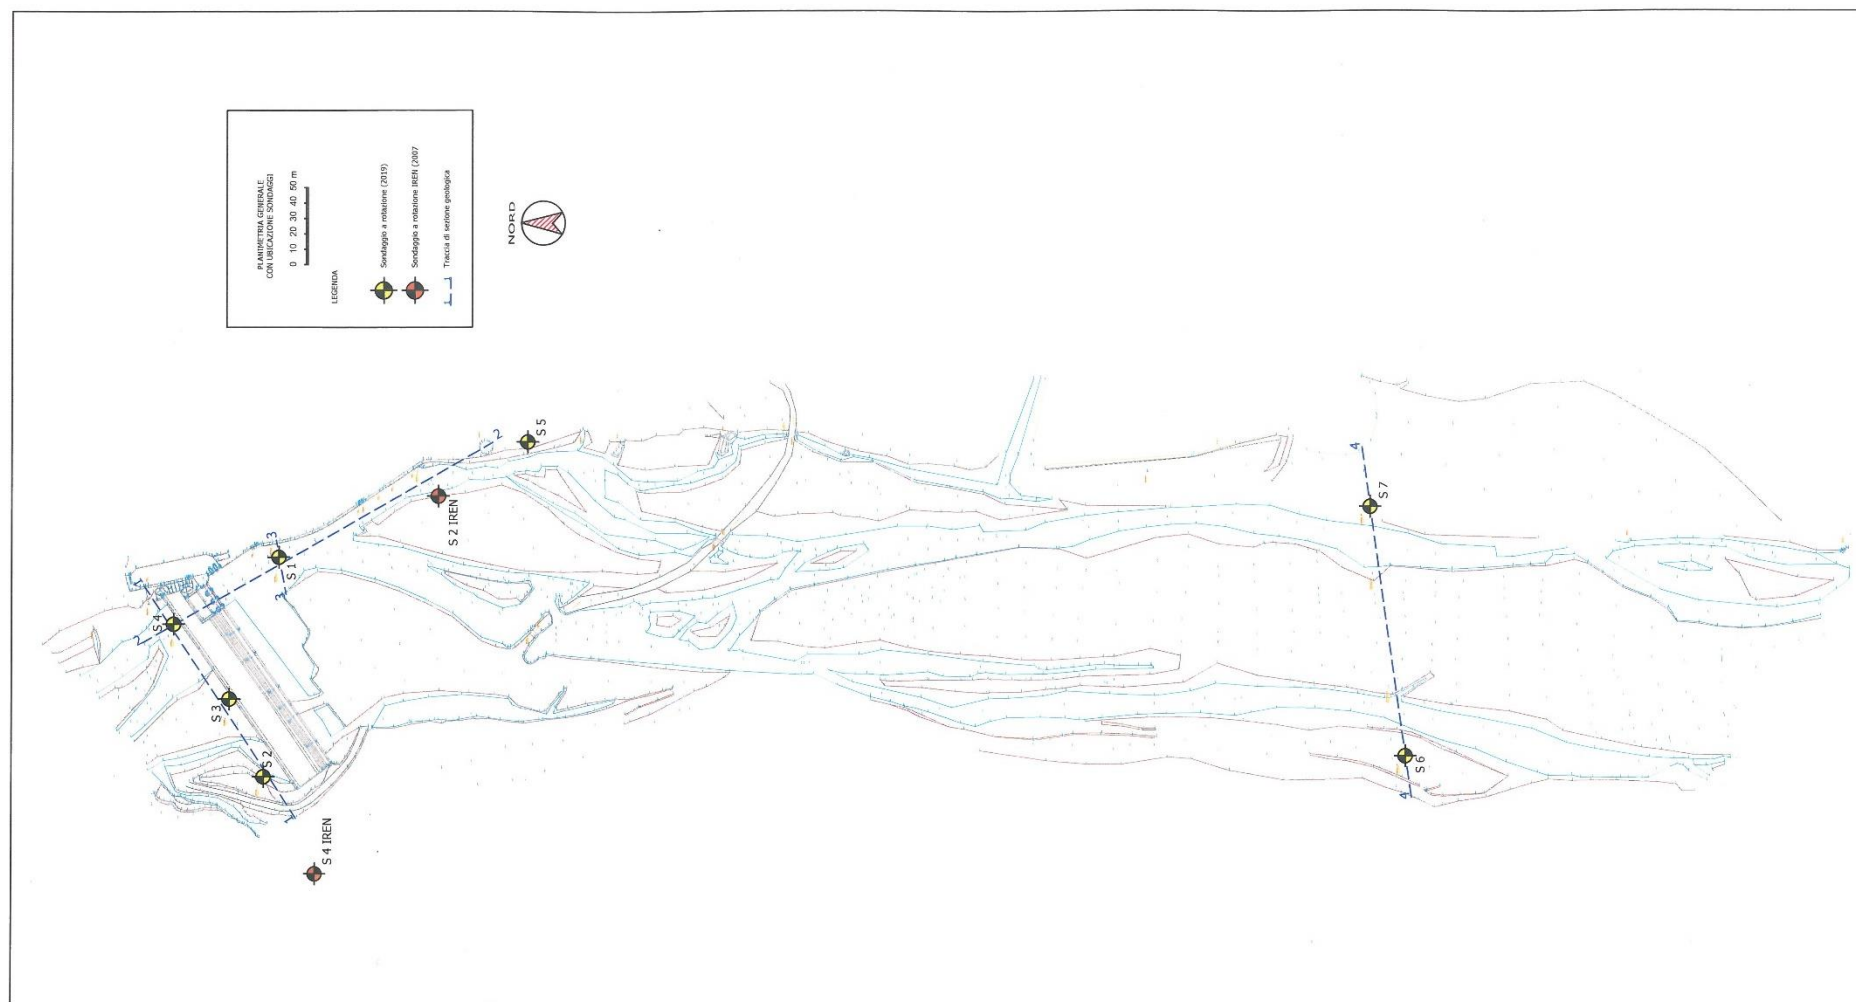 PLANIMETRIA GENERALE
CON UBICAZIONE SONDAGGI
0 10 20 30 40 50 m
LEGENDA
Sondaggio a rotazione (2019)
Sondaggio a rotazione IREN (2007
Traccia di sezione geologica
NORD
S 5
2
S 2 IREN
3
S 1
3
1
S 4
2
S 3
S 2
1
S 4 IREN
4
S 7
S 6
4